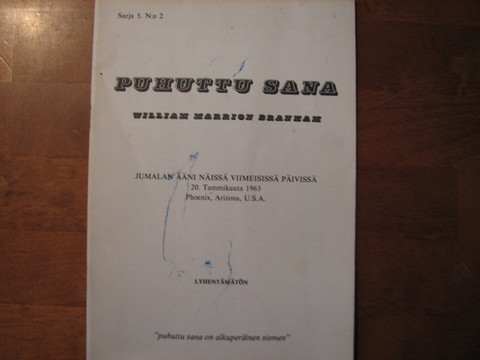 Sarja 5. N:o 2
PUHUTTU SANA
WILLIAM MARRION BRANHAM
JUMALAN ÄÄNI NÄISSÄ VIIMEISISSÄ PÄIVISSÄ
20. Tammikuuta 1963
Phoenix, Arizona, U.S.A.
LYHENTÄMÄTÖN
"puhuttu sana on alkuperäinen siemen"